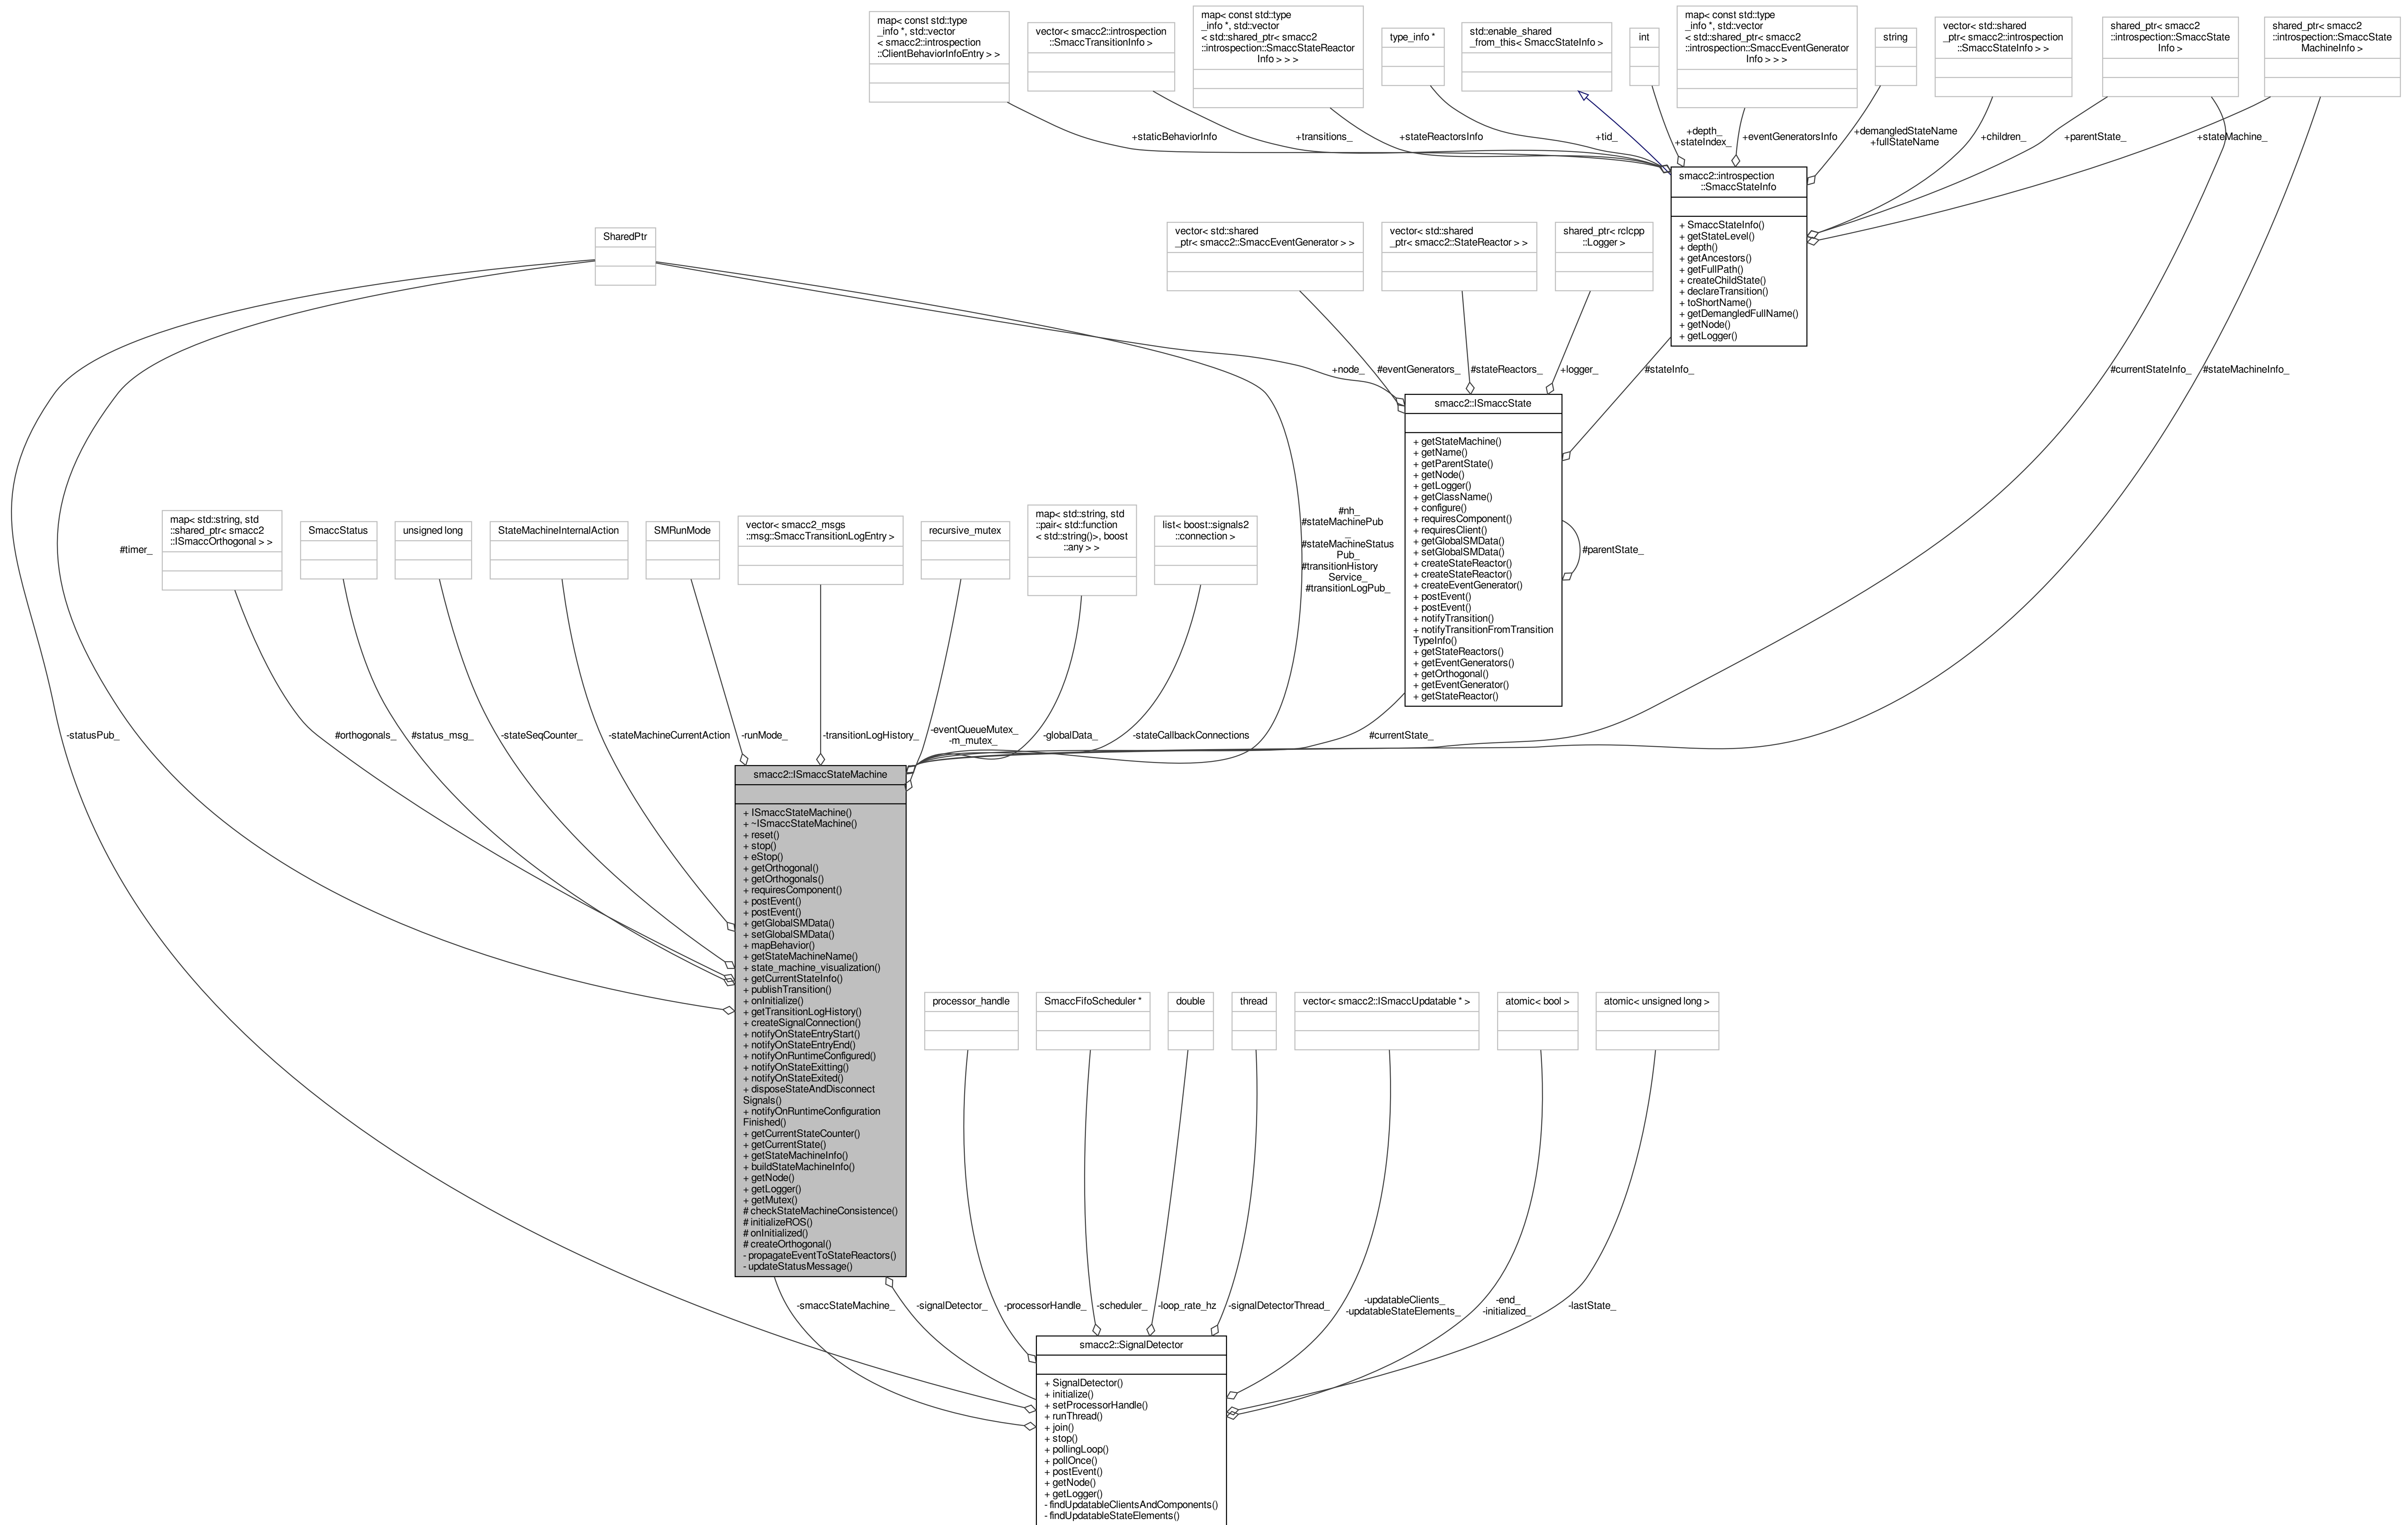 map< const std::type
_info *, std::vector
< smacc2::introspection
::ClientBehaviorInfoEntry > >
vector< smacc2::introspection
::SmaccTransitionInfo >
map< const std::type
_info *, std::vector
< std::shared_ptr< smacc2
::introspection::SmaccStateReactor
Info > > >
type_info *
std::enable_shared
_from_this< SmaccStateInfo >
int
map< const std::type
_info *, std::vector
< std::shared_ptr< smacc2
::introspection::SmaccEventGenerator
Info > > >
string
vector< std::shared
_ptr< smacc2::introspection
::SmaccStateInfo > >
shared_ptr< smacc2
::introspection::SmaccState
Info >
shared_ptr< smacc2
::introspection::SmaccState
MachineInfo >
+staticBehaviorInfo
+transitions_
+stateReactorsInfo
+tid_
+depth_
+stateIndex_
+eventGeneratorsInfo
+demangledStateName
+fullStateName
+children_
+parentState_
+stateMachine_
smacc2::introspection
::SmaccStateInfo
+ SmaccStateInfo()
+ getStateLevel()
+ depth()
+ getAncestors()
+ getFullPath()
+ createChildState()
+ declareTransition()
+ toShortName()
+ getDemangledFullName()
+ getNode()
+ getLogger()
SharedPtr
vector< std::shared
_ptr< smacc2::SmaccEventGenerator > >
vector< std::shared
_ptr< smacc2::StateReactor > >
shared_ptr< rclcpp
::Logger >
+node_
#eventGenerators_
#stateReactors_
+logger_
#stateInfo_
#currentStateInfo_
#stateMachineInfo_
smacc2::ISmaccState
+ getStateMachine()
+ getName()
+ getParentState()
+ getNode()
+ getLogger()
+ getClassName()
+ configure()
+ requiresComponent()
+ requiresClient()
+ getGlobalSMData()
+ setGlobalSMData()
+ createStateReactor()
+ createStateReactor()
+ createEventGenerator()
+ postEvent()
+ postEvent()
+ notifyTransition()
+ notifyTransitionFromTransition
TypeInfo()
+ getStateReactors()
+ getEventGenerators()
+ getOrthogonal()
+ getEventGenerator()
+ getStateReactor()
#parentState_
#timer_
map< std::string, std
::shared_ptr< smacc2
::ISmaccOrthogonal > >
SmaccStatus
unsigned long
StateMachineInternalAction
SMRunMode
vector< smacc2_msgs
::msg::SmaccTransitionLogEntry >
recursive_mutex
map< std::string, std
::pair< std::function
< std::string()>, boost
::any > >
list< boost::signals2
::connection >
#nh_
#stateMachinePub
_
#stateMachineStatus
Pub_
#transitionHistory
Service_
#transitionLogPub_
-statusPub_
#orthogonals_
#status_msg_
-stateSeqCounter_
-stateMachineCurrentAction
-runMode_
-transitionLogHistory_
-eventQueueMutex_
-m_mutex_
-globalData_
-stateCallbackConnections
#currentState_
smacc2::ISmaccStateMachine
+ ISmaccStateMachine()
+ ~ISmaccStateMachine()
+ reset()
+ stop()
+ eStop()
+ getOrthogonal()
+ getOrthogonals()
+ requiresComponent()
+ postEvent()
+ postEvent()
+ getGlobalSMData()
+ setGlobalSMData()
+ mapBehavior()
+ getStateMachineName()
+ state_machine_visualization()
+ getCurrentStateInfo()
+ publishTransition()
+ onInitialize()
+ getTransitionLogHistory()
+ createSignalConnection()
+ notifyOnStateEntryStart()
+ notifyOnStateEntryEnd()
+ notifyOnRuntimeConfigured()
+ notifyOnStateExitting()
+ notifyOnStateExited()
+ disposeStateAndDisconnect
Signals()
+ notifyOnRuntimeConfiguration
Finished()
+ getCurrentStateCounter()
+ getCurrentState()
+ getStateMachineInfo()
+ buildStateMachineInfo()
+ getNode()
+ getLogger()
+ getMutex()
# checkStateMachineConsistence()
# initializeROS()
# onInitialized()
# createOrthogonal()
- propagateEventToStateReactors()
- updateStatusMessage()
processor_handle
SmaccFifoScheduler *
double
thread
vector< smacc2::ISmaccUpdatable * >
atomic< bool >
atomic< unsigned long >
-smaccStateMachine_
-signalDetector_
-processorHandle_
-scheduler_
-loop_rate_hz
-signalDetectorThread_
-updatableClients_
-updatableStateElements_
-end_
-initialized_
-lastState_
smacc2::SignalDetector
+ SignalDetector()
+ initialize()
+ setProcessorHandle()
+ runThread()
+ join()
+ stop()
+ pollingLoop()
+ pollOnce()
+ postEvent()
+ getNode()
+ getLogger()
- findUpdatableClientsAndComponents()
- findUpdatableStateElements()